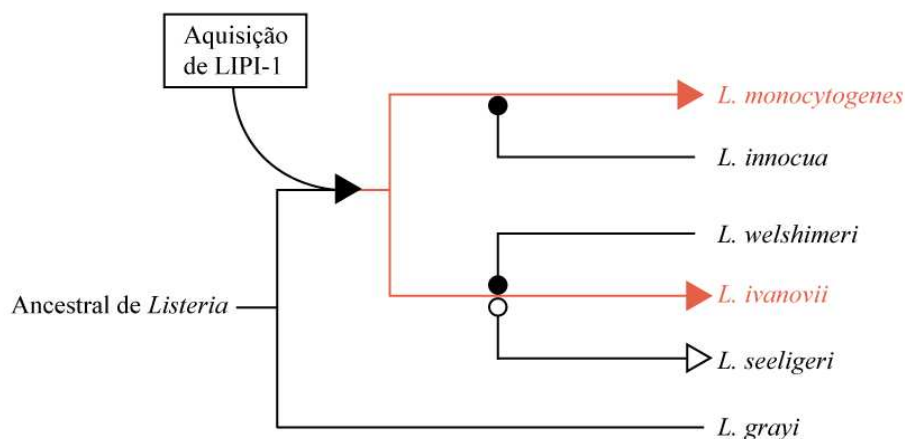 Aquisição
de LIPI-1
L. monocytogenes
L. innocua
L. welshimeri
Ancestral de Listeria
L. ivanovii
L. seeligeri
L. grayi